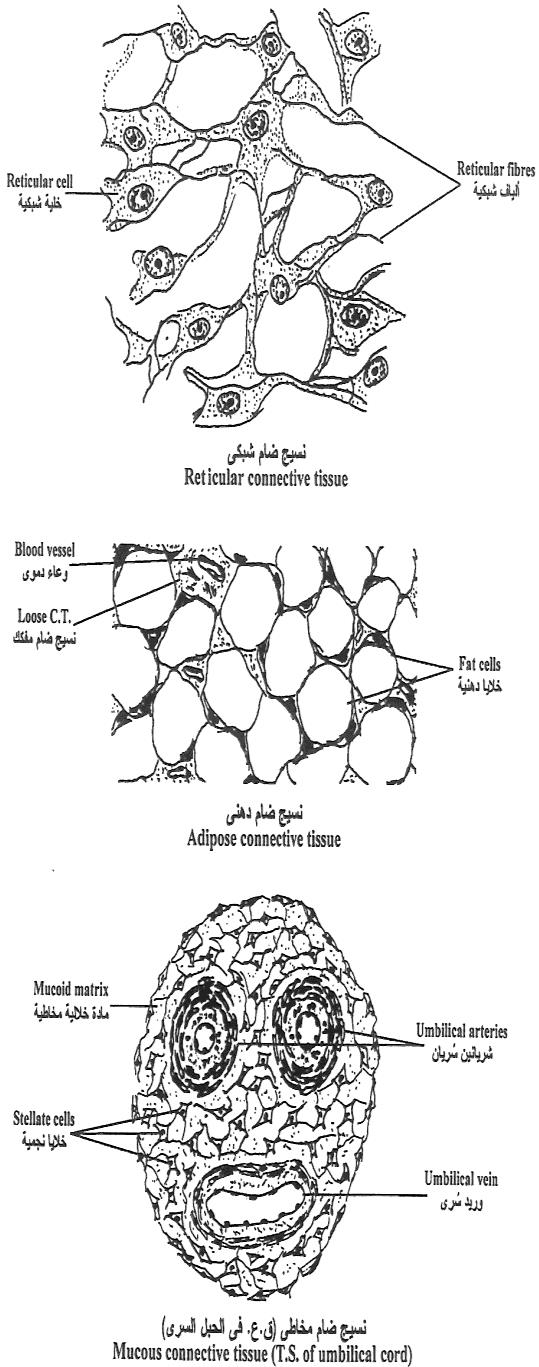 Reticular cell
خلية شبكية
Reticular fibres
ألياف شبكية
نسيج ضام شبكى
Reticular connective tissue
Blood vessel
وعاء دموى
Loose C.T.
نسيج ضام مفكك
Fat cells
خلايا دهنية
نسيج ضام دهنى
Adipose connective tissue
Mucoid matrix
مادة خلالية مخاطية
Umbilical arteries
شريانين سُريان
Stellate cells
خلايا نجمية
Umbilical vein
وريد سُرى
نسيج ضام مخاطى (ق.ع. فى الحبل السرى)
Mucous connective tissue (T.S. of umbilical cord)